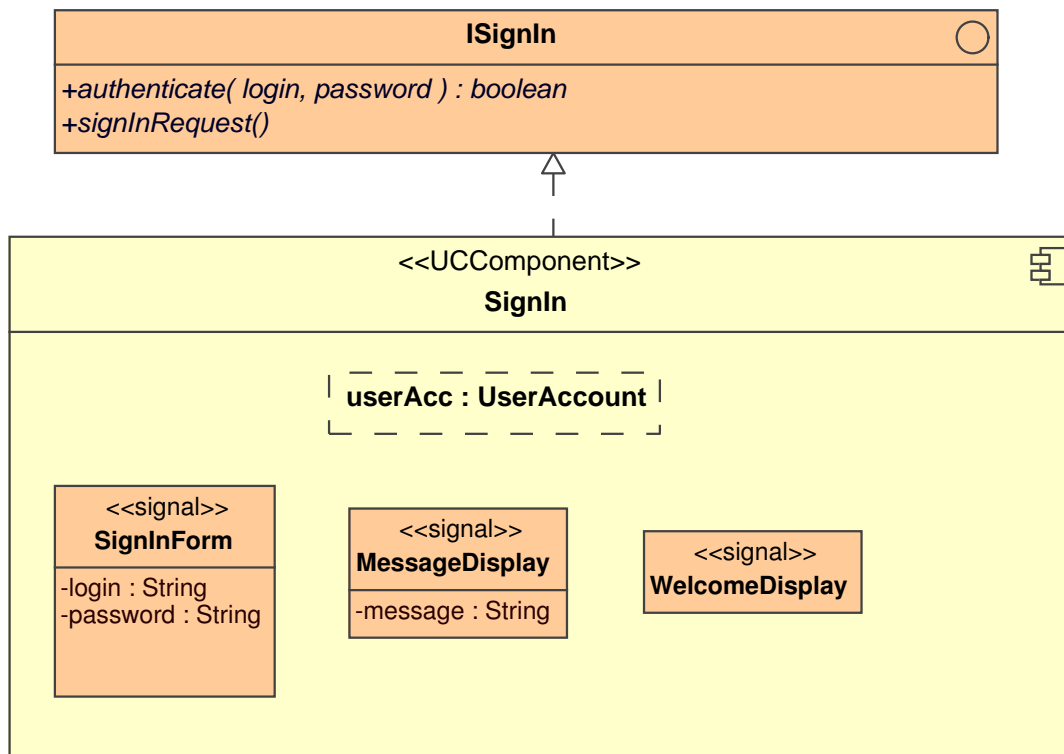 ISignIn
+authenticate( login, password ) : boolean
+signInRequest()
<<UCComponent>>
SignIn
userAcc : UserAccount
<<signal>>
SignInForm
-login : String
-password : String
<<signal>>
MessageDisplay
-message : String
<<signal>>
WelcomeDisplay